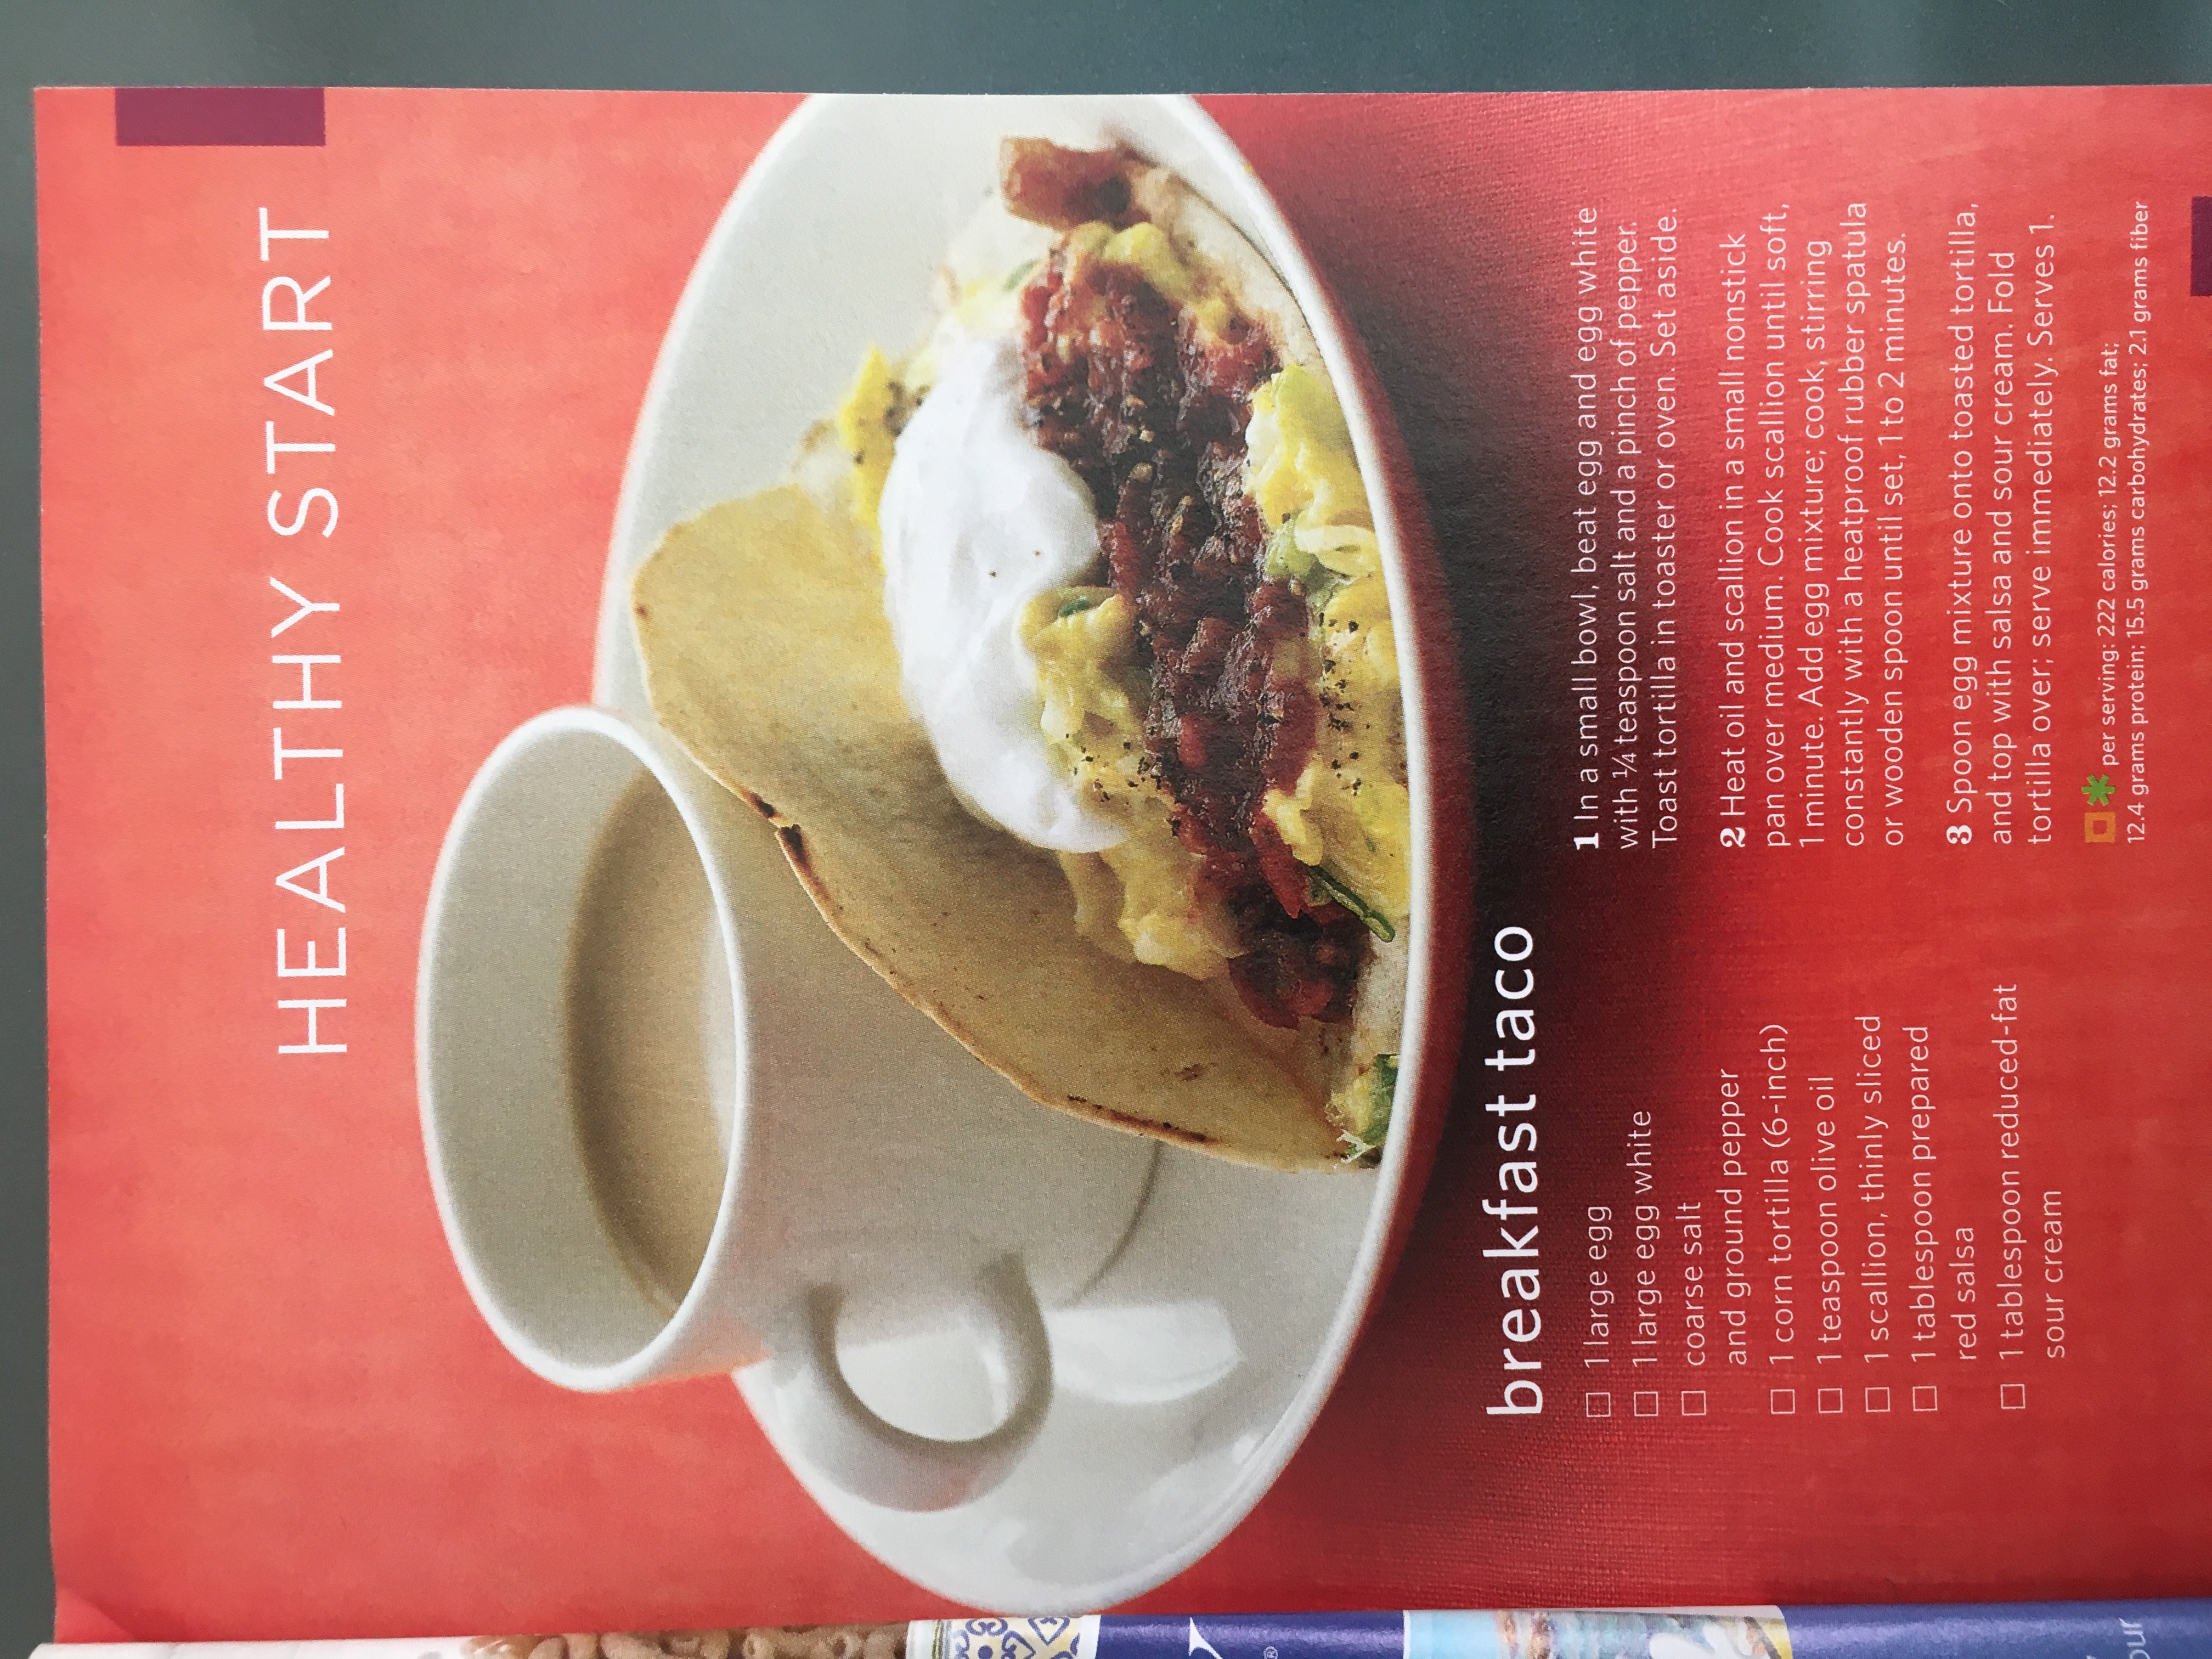 HEALTHY START
breakfast taco
1 large egg
1 large egg white
coarse salt
and ground pepper
1 corn tortilla (6-inch)
1 teaspoon olive oil
1 scallion, thinly sliced
1 tablespoon prepared
red salsa
1 tablespoon reduced-fat
sour cream
1 In a small bowl, beat egg and egg white
with ¼ teaspoon salt and a pinch of pepper.
Toast tortilla in toaster or oven. Set aside.
2 Heat oil and scallion in a small nonstick
pan over medium. Cook scallion until soft,
1 minute. Add egg mixture; cook, stirring
constantly with a heatproof rubber spatula
or wooden spoon until set, 1 to 2 minutes.
3 Spoon egg mixture onto toasted tortilla,
and top with salsa and sour cream. Fold
tortilla over; serve immediately. Serves 1.
per serving: 222 calories; 12.2 grams fat;
12.4 grams protein; 15.5 grams carbohydrates; 2.1 grams fiber